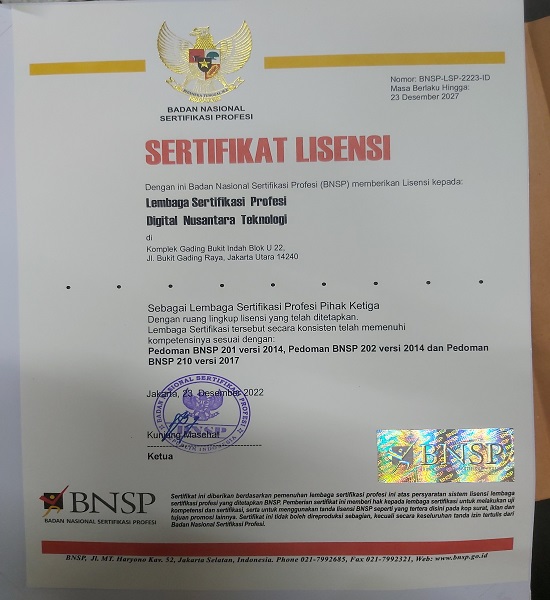 BADAN NASIONAL
SERTIFIKASI PROFESI
Nomor: BNSP-LSP-2223-ID
Masa Berlaku Hingga:
23 Desember 2027
SERTIFIKAT LISENSI
Dengan ini Badan Nasional Sertifikasi Profesi (BNSP) memberikan Lisensi kepada:
Lembaga Sertifikasi Profesi
Digital Nusantara Teknologi
di
Komplek Gading Bukit Indah Blok U 22,
Jl. Bukit Gading Raya, Jakarta Utara 14240
Sebagai Lembaga Sertifikasi Profesi Pihak Ketiga
Dengan ruang lingkup lisensi yang telah ditetapkan.
Lembaga Sertifikasi tersebut secara konsisten telah memenuhi
kompetensinya sesuai dengan:
Pedoman BNSP 201 versi 2014, Pedoman BNSP 202 versi 2014 dan Pedoman
BNSP 210 versi 2017
Jakarta, 23 Desember 2022
BADAN NASIONAL SERTIFIKASI PROFESI
BNSP
Kunjung Masehat
Ketua
BNSP
BNSP
BADAN NASIONAL SERTIFIKASI PROFESI
Sertifikat ini diberikan berdasarkan pemenuhan lembaga sertifikasi profesi ini atas persyaratan sistem lisensi lembaga
sertifikasi profesi yang ditetapkan BNSP. Pemberian sertifikat ini memberi hak kepada lembaga sertifikasi untuk melakukan uji
kompetensi dan sertifikasi, serta untuk menggunakan tanda lisensi BNSP seperti yang tertera disini pada kop surat, iklan dan
tujuan promosi lainnya. Sertifikat ini tidak boleh direproduksi sebagian, kecuali secara keseluruhan tanda izin tertulis dari
Badan Nasional Sertifikasi Profesi.
BNSP, Jl. MT. Haryono Kav. 52, Jakarta Selatan, Indonesia. Phone 021-7992685, Fax 021-7992321, Web: www.bnsp.go.id